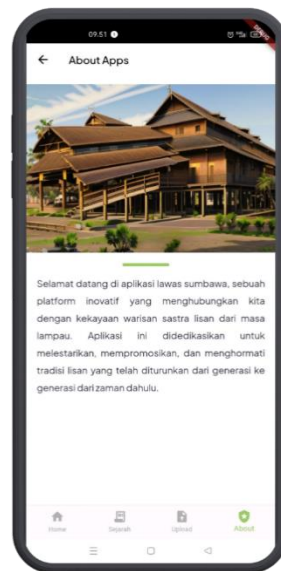 09.51
DEBUG
About Apps
Selamat datang di aplikasi lawas sumbawa, sebuah
platform inovatif yang menghubungkan kita
dengan kekayaan warisan sastra lisan dari masa
lampau. Aplikasi ini didedikasikan untuk
melestarikan, mempromosikan, dan menghormati
tradisi lisan yang telah diturunkan dari generasi ke
generasi dari zaman dahulu.
Home Sejarah Upload About